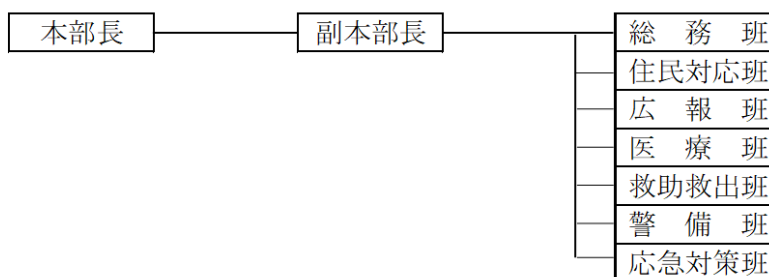 本部長
副本部長
総務班
住民対応班
広報班
医療班
救助救出班
警備班
応急対策班